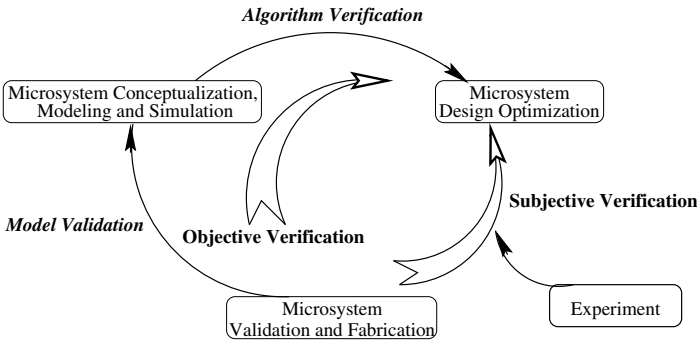 Algorithm Verification
Microsystem Conceptualization,
Modeling and Simulation
Microsystem
Design Optimization
Subjective Verification
Model Validation
Objective Verification
Microsystem
Validation and Fabrication
Experiment